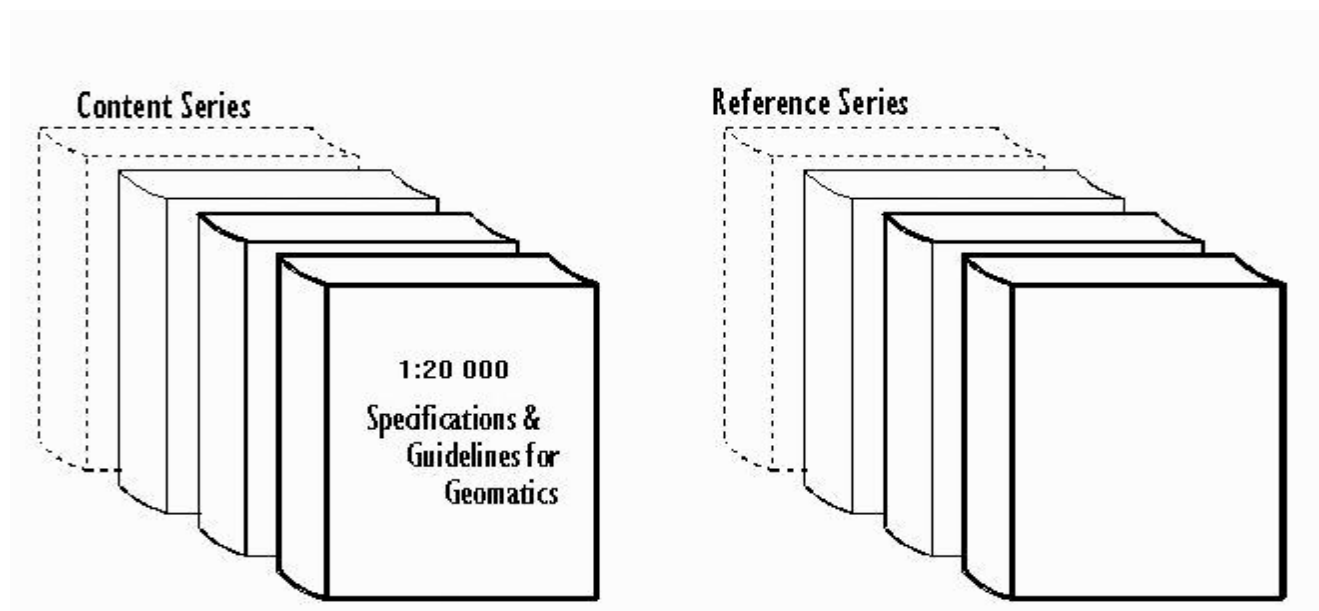 Content Series
Reference Series
1:20 000
Specifications &
Guidelines for
Geomatics